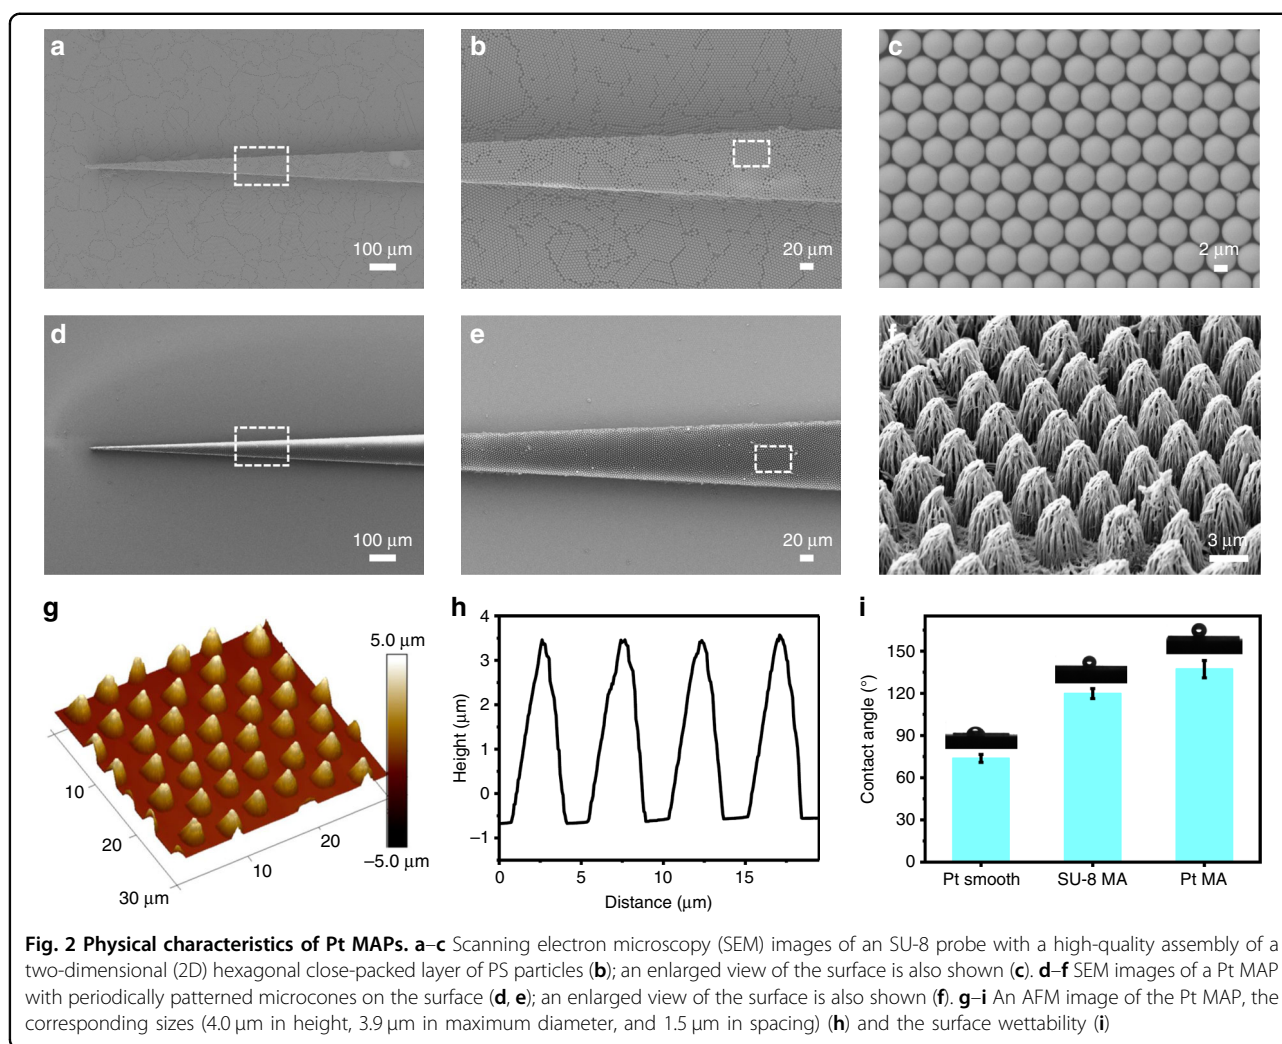 a
100 μm
b
20 μm
c
2 μm
d
100 μm
e
20 μm
f
3 μm
g
5.0 μm
−5.0 μm
10
20
30 μm
10
20
h
4
3
2
1
0
−1
Height (μm)
0
5
10
15
Distance (μm)
i
150
120
90
60
30
0
Contact angle (°)
Pt smooth
SU-8 MA
Pt MA
Fig. 2 Physical characteristics of Pt MAPs. a–c Scanning electron microscopy (SEM) images of an SU-8 probe with a high-quality assembly of a
two-dimensional (2D) hexagonal close-packed layer of PS particles (b); an enlarged view of the surface is also shown (c). d–f SEM images of a Pt MAP
with periodically patterned microcones on the surface (d, e); an enlarged view of the surface is also shown (f). g–i An AFM image of the Pt MAP, the
corresponding sizes (4.0 μm in height, 3.9 μm in maximum diameter, and 1.5 μm in spacing) (h) and the surface wettability (i)